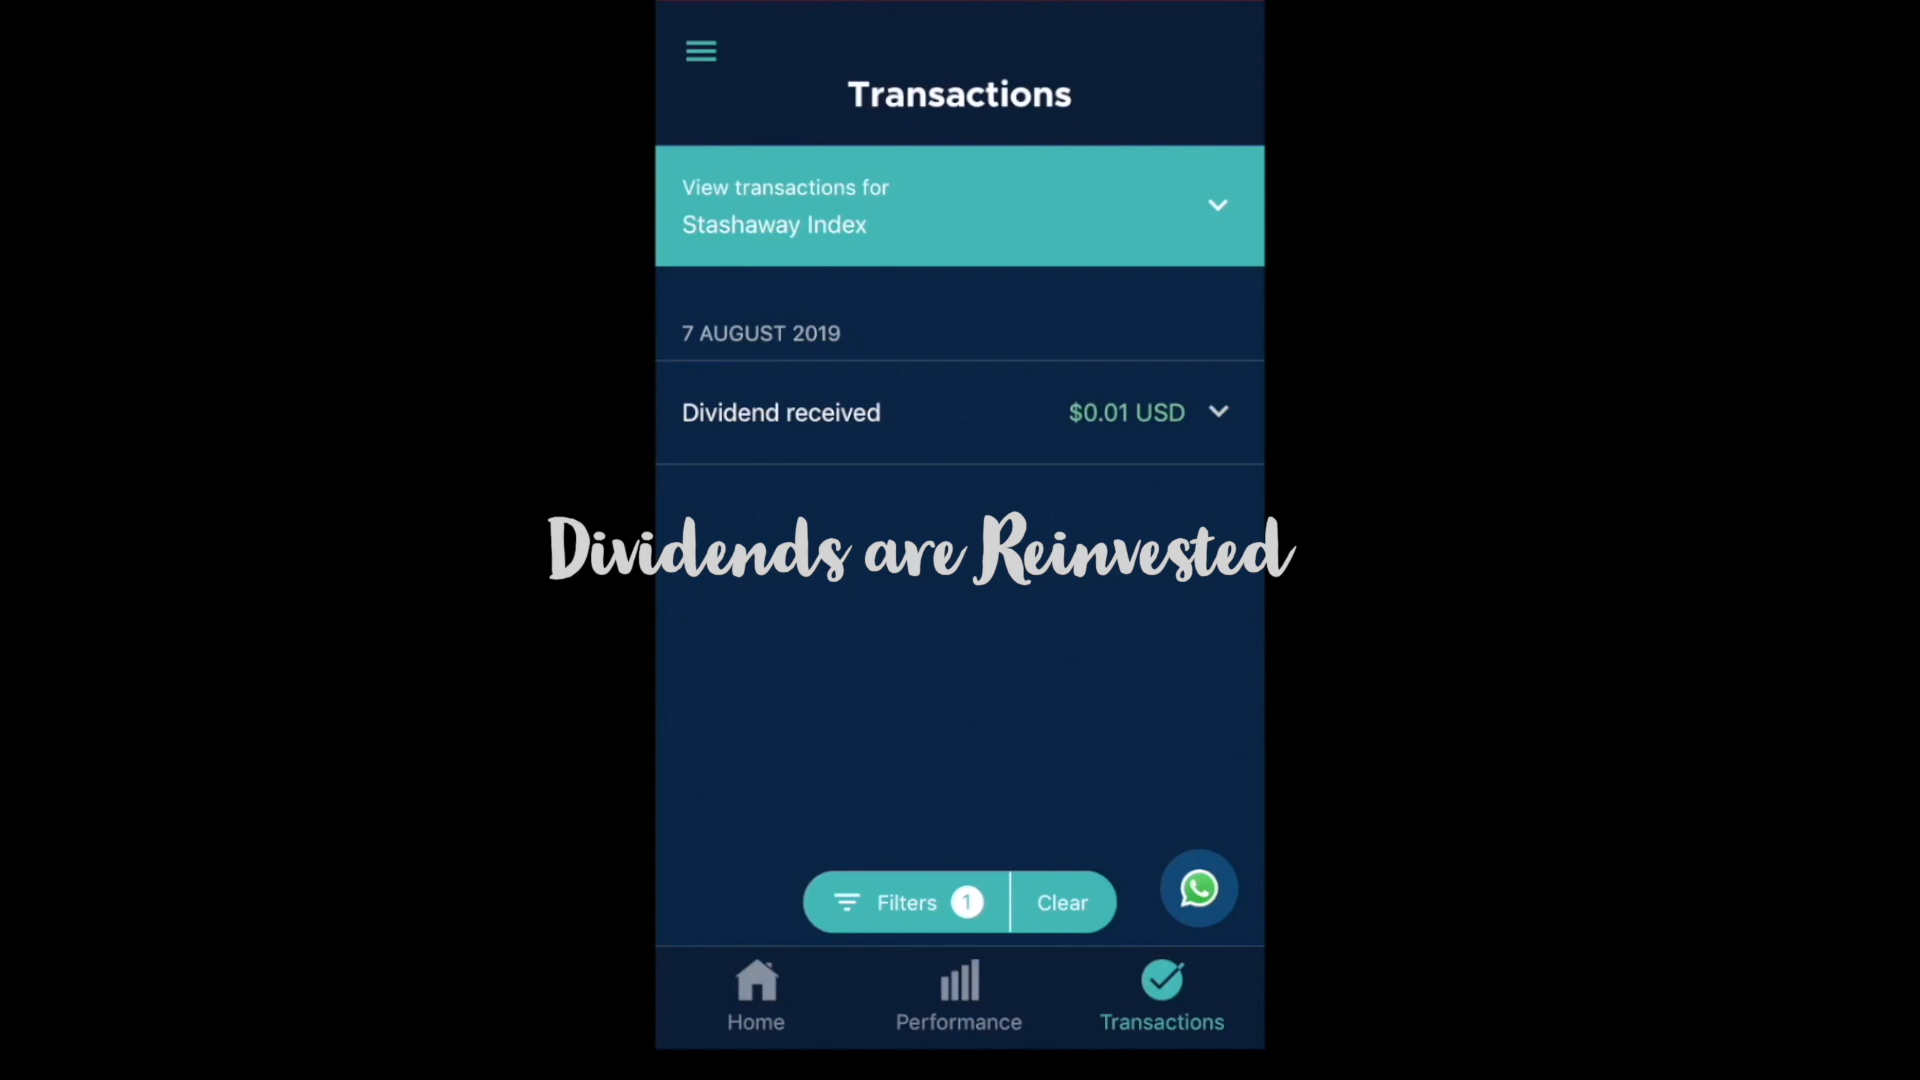 Transactions
View transactions for
Stashaway Index
7 AUGUST 2019
Dividend received $0.01 USD
Dividends are Reinvested
Filters 1 Clear
Home Performance Transactions